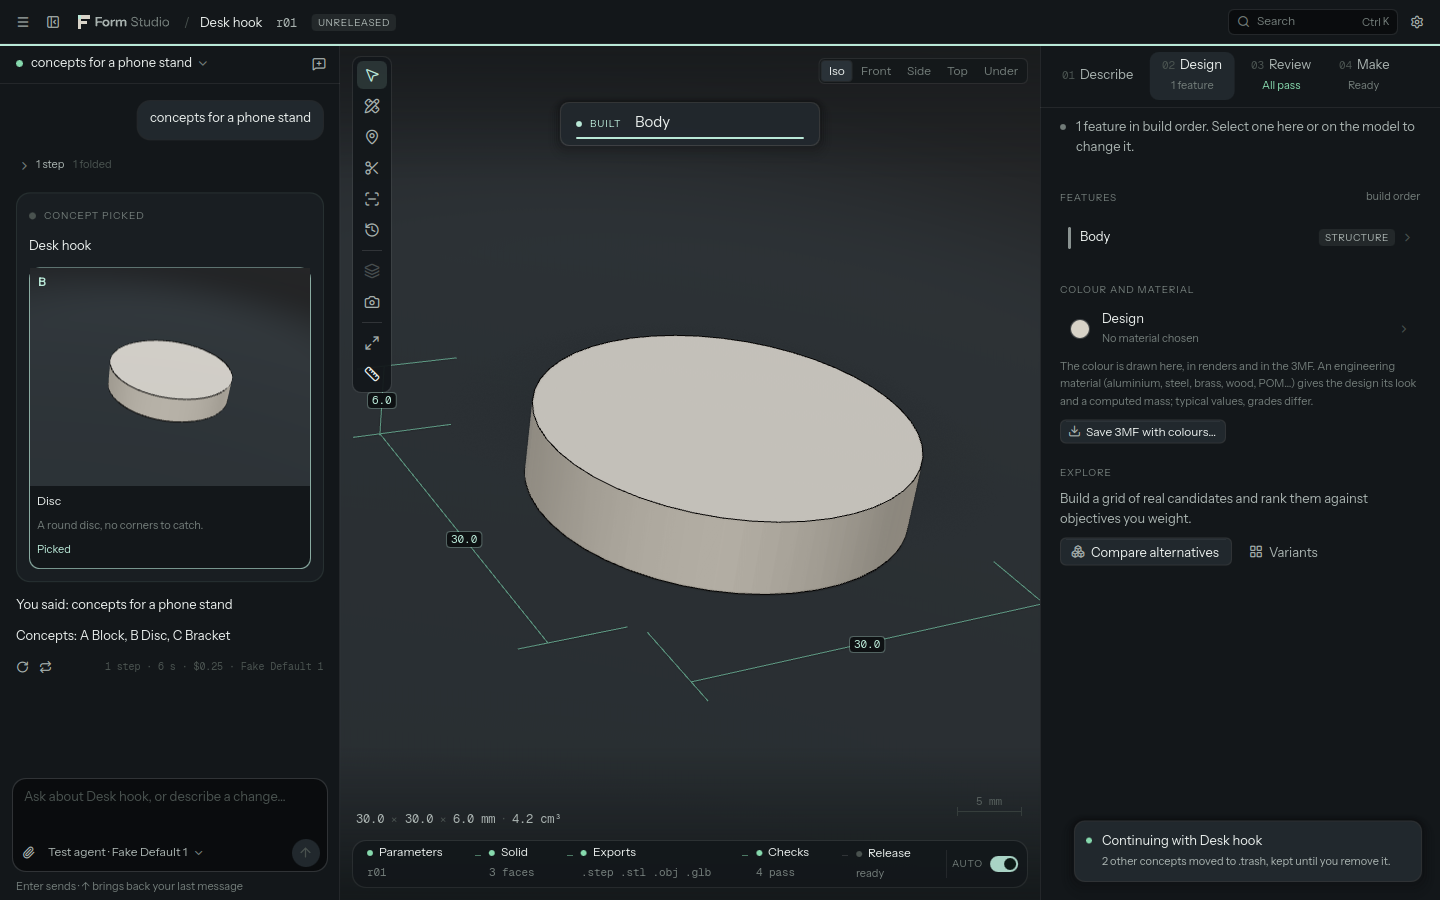 Form Studio / Desk hook r01 UNRELEASED
Search Ctrl K
concepts for a phone stand
concepts for a phone stand
1 step 1 folded
CONCEPT PICKED
Desk hook
B
Disc
A round disc, no corners to catch.
Picked
You said: concepts for a phone stand
Concepts: A Block, B Disc, C Bracket
1 step · 6 s · $0.25 · Fake Default 1
Ask about Desk hook, or describe a change...
Test agent · Fake Default 1
Enter sends · ↑ brings back your last message
Iso Front Side Top Under
BUILT Body
6.0
30.0
30.0
5 mm
30.0 × 30.0 × 6.0 mm · 4.2 cm³
Parameters
r01
Solid
3 faces
Exports
.step .stl .obj .glb
Checks
4 pass
Release
ready
AUTO
01 Describe
02 Design
1 feature
03 Review
All pass
04 Make
Ready
1 feature in build order. Select one here or on the model to
change it.
FEATURES build order
Body STRUCTURE
COLOUR AND MATERIAL
Design
No material chosen
The colour is drawn here, in renders and in the 3MF. An engineering
material (aluminium, steel, brass, wood, POM...) gives the design its look
and a computed mass; typical values, grades differ.
Save 3MF with colours...
EXPLORE
Build a grid of real candidates and rank them against
objectives you weight.
Compare alternatives Variants
Continuing with Desk hook
2 other concepts moved to .trash, kept until you remove it.